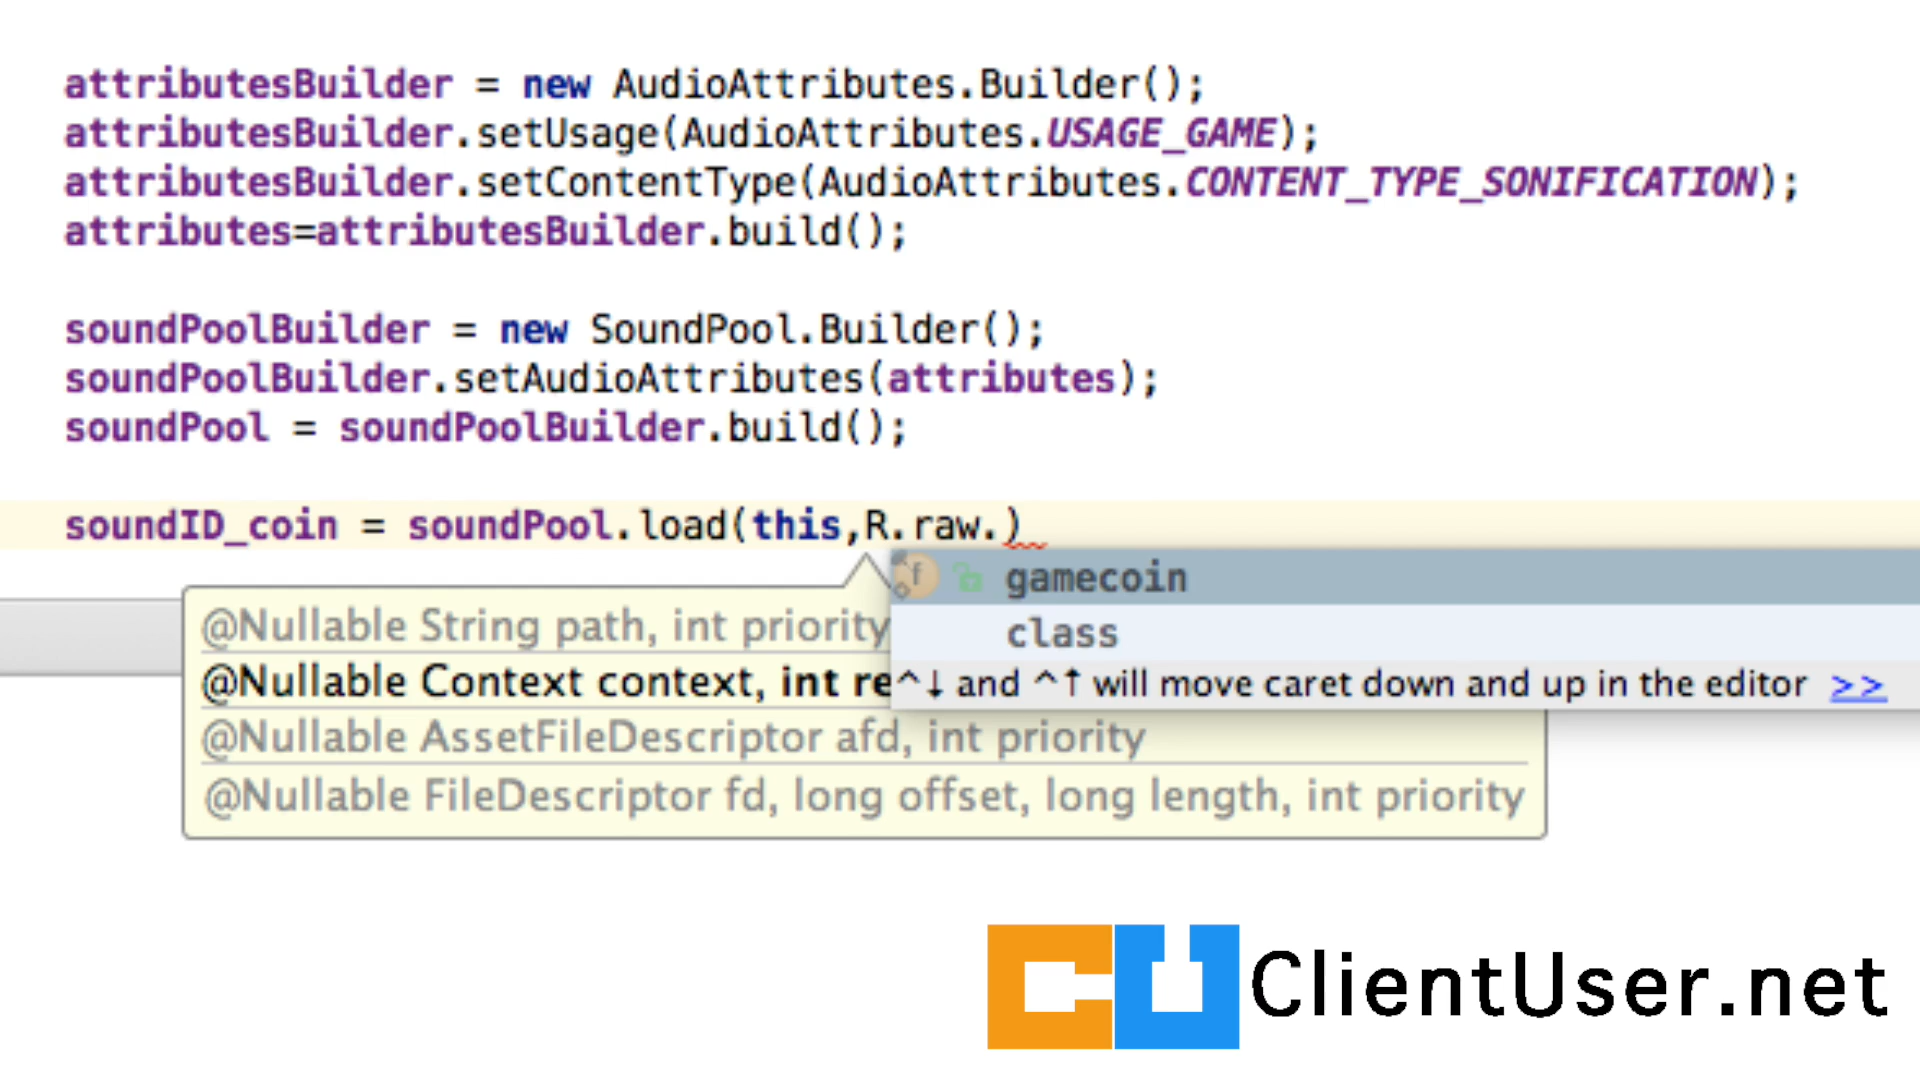 attributesBuilder = new AudioAttributes.Builder();
attributesBuilder.setUsage(AudioAttributes.USAGE_GAME);
attributesBuilder.setContentType(AudioAttributes.CONTENT_TYPE_SONIFICATION);
attributes=attributesBuilder.build();
soundPoolBuilder = new SoundPool.Builder();
soundPoolBuilder.setAudioAttributes(attributes);
soundPool = soundPoolBuilder.build();
soundID_coin = soundPool.load(this,R.raw.)
f gamecoin
class
^↓ and ^↑ will move caret down and up in the editor >>
@Nullable String path, int priority
@Nullable Context context, int re
@Nullable AssetFileDescriptor afd, int priority
@Nullable FileDescriptor fd, long offset, long length, int priority
CU ClientUser.net